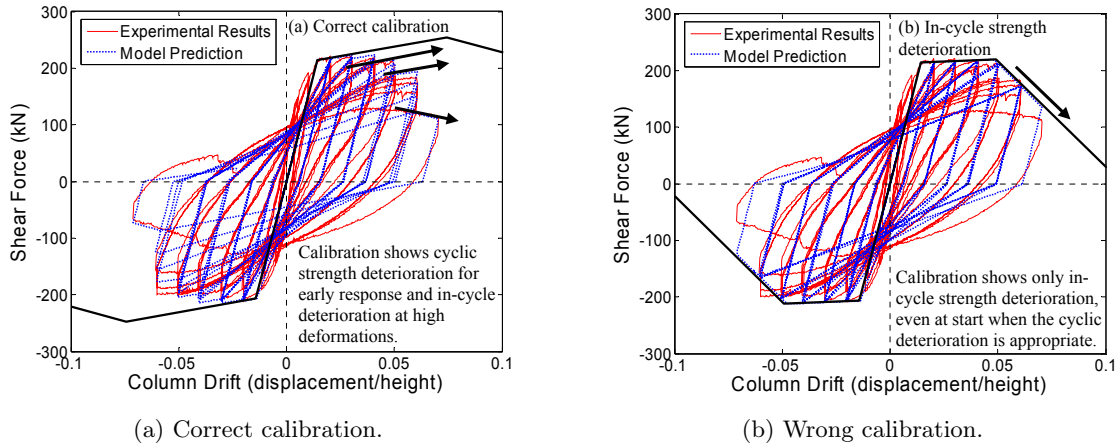 300
200
100
0
-100
-200
-300
Shear Force (kN)
-0.1
-0.05
0
0.05
0.1
Column Drift (displacement/height)
Experimental Results
Model Prediction
(a) Correct calibration
Calibration shows cyclic
strength deterioration for
early response and in-cycle
deterioration at high
deformations.
(a) Correct calibration.
300
200
100
0
-100
-200
-300
Shear Force (kN)
-0.1
-0.05
0
0.05
0.1
Column Drift (displacement/height)
Experimental Results
Model Prediction
(b) In-cycle strength
deterioration
Calibration shows only in-
cycle strength deterioration,
even at start when the cyclic
deterioration is appropriate.
(b) Wrong calibration.